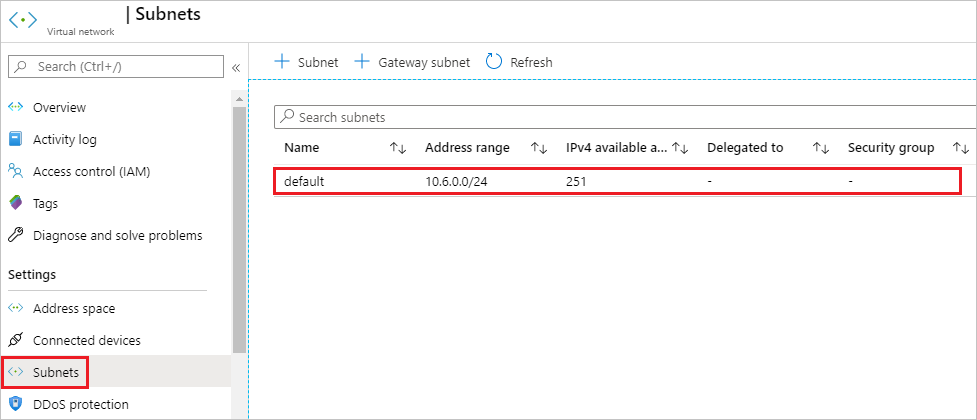 | Subnets
Virtual network
Search (Ctrl+/)
«
Overview
Activity log
Access control (IAM)
Tags
Diagnose and solve problems
Settings
Address space
Connected devices
Subnets
DDoS protection
+ Subnet + Gateway subnet Refresh
Search subnets
Name ↑↓ Address range ↑↓ IPv4 available a... ↑↓ Delegated to ↑↓ Security group ↑↓
default 10.6.0.0/24 251 - -